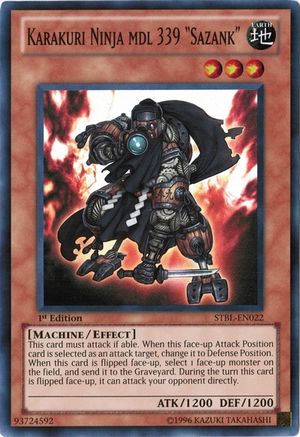 KARAKURI NINJA MDL 339 "SAZANK"
EARTH
地
1st Edition
STBL-EN022
[MACHINE / EFFECT]
This card must attack if able. When this face-up Attack Position
card is selected as an attack target, change it to Defense Position.
When this card is flipped face-up, select 1 face-up monster on
the field, and send it to the Graveyard. During the turn this card
is flipped face-up, it can attack your opponent directly.
ATK/1200 DEF/1200
93724592
©1996 KAZUKI TAKAHASHI